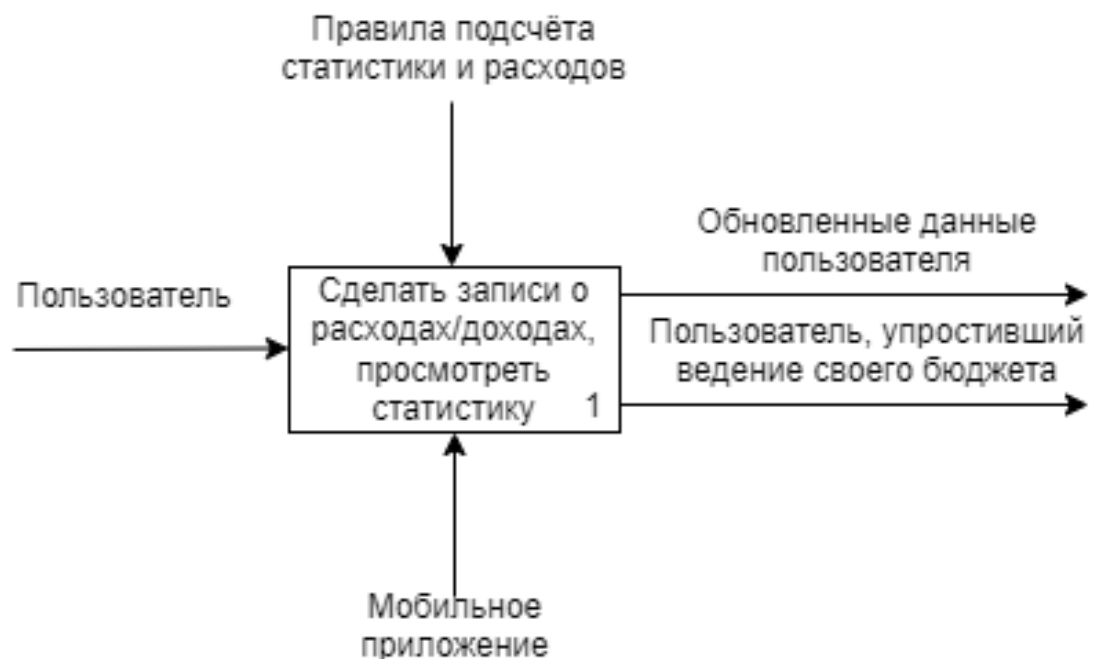 Правила подсчёта
статистики и расходов
Обновленные данные
пользователя
Пользователь
Сделать записи о
расходах/доходах,
просмотреть
статистику 1
Пользователь, упростивший
ведение своего бюджета
Мобильное
приложение